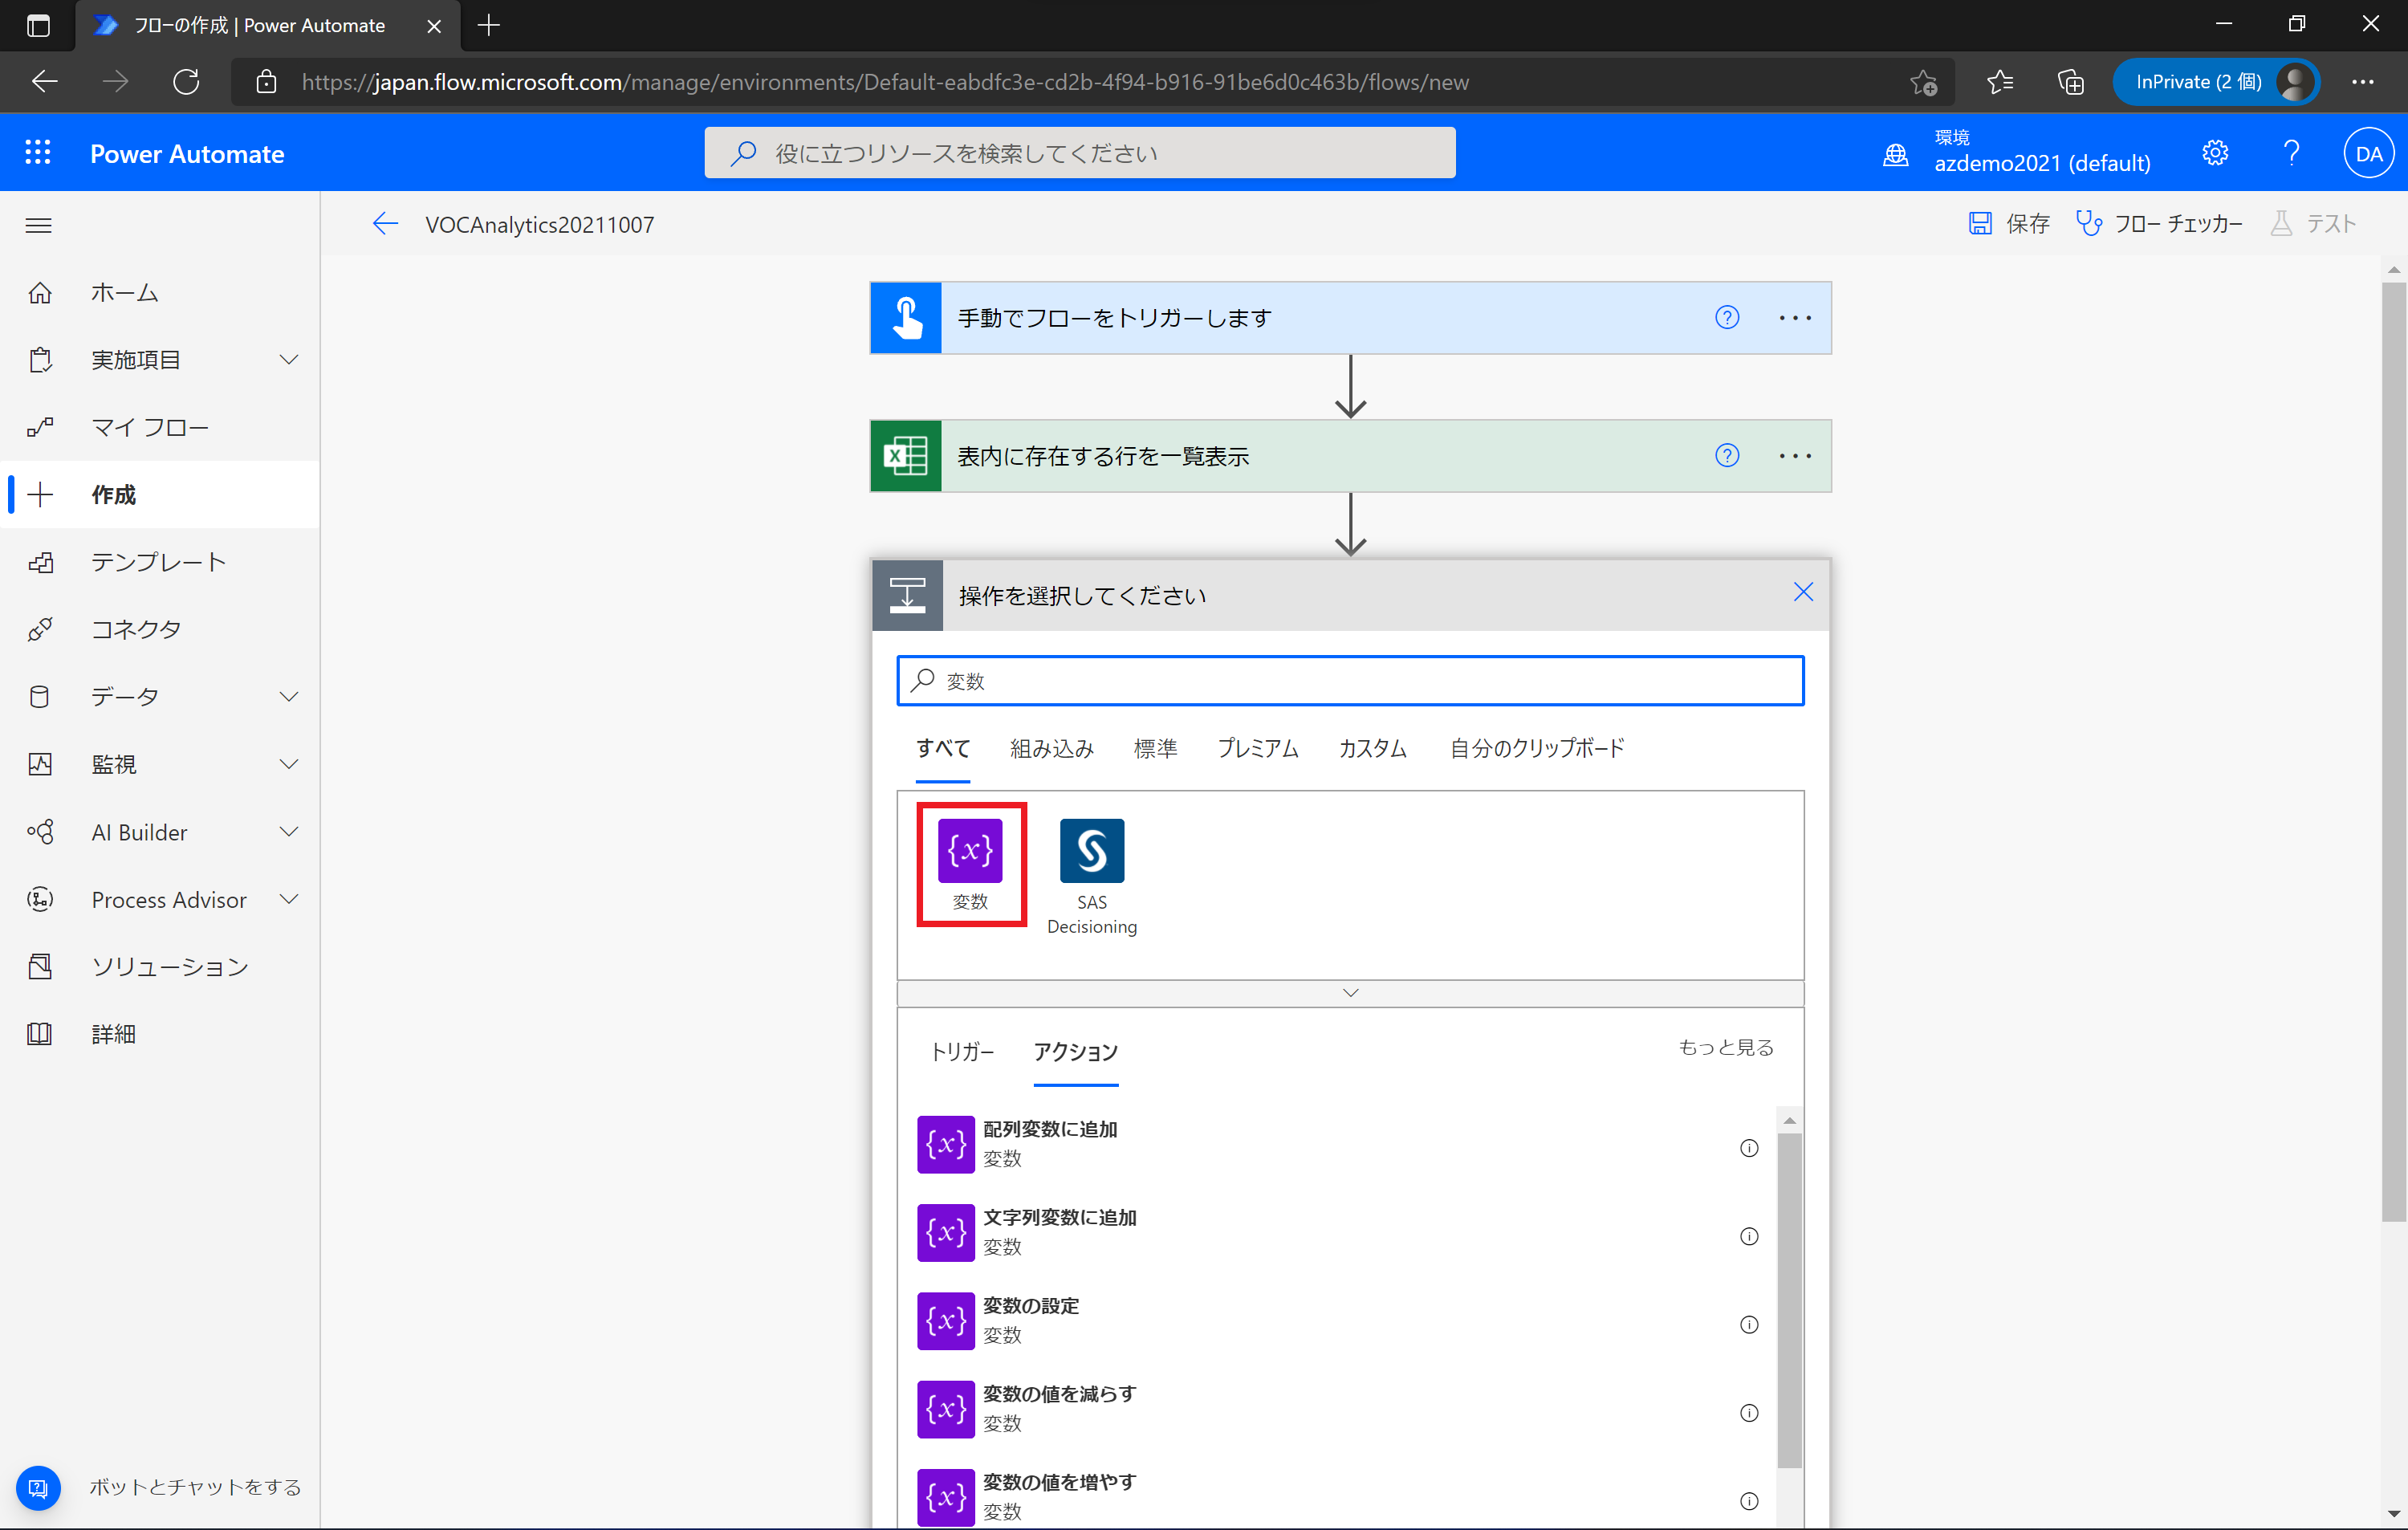 フローの作成 | Power Automate
https://japan.flow.microsoft.com/manage/environments/Default-eabdfc3e-cd2b-4f94-b916-91be6d0c463b/flows/new
InPrivate (2 個)
Power Automate
役に立つリソースを検索してください
環境
azdemo2021 (default)
DA
VOCAnalytics20211007
保存
フロー チェッカー
テスト
ホーム
実施項目
マイ フロー
作成
テンプレート
コネクタ
データ
監視
AI Builder
Process Advisor
ソリューション
詳細
ボットとチャットをする
手動でフローをトリガーします
表内に存在する行を一覧表示
操作を選択してください
変数
すべて
組み込み
標準
プレミアム
カスタム
自分のクリップボード
{x}
変数
SAS
Decisioning
トリガー
アクション
もっと見る
{x}
配列変数に追加
変数
{x}
文字列変数に追加
変数
{x}
変数の設定
変数
{x}
変数の値を減らす
変数
{x}
変数の値を増やす
変数